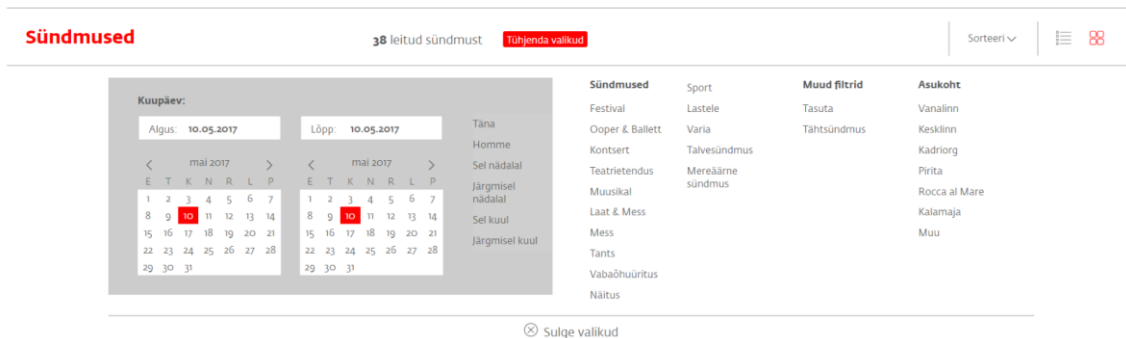 Sündmused
38 leitud sündmust
Tühjenda valikud
Sorteeri
Kuupäev:
Algus: 10.05.2017
mai 2017
E T K N R L P
1 2 3 4 5 6 7
8 9 10 11 12 13 14
15 16 17 18 19 20 21
22 23 24 25 26 27 28
29 30 31
Lõpp: 10.05.2017
mai 2017
E T K N R L P
1 2 3 4 5 6 7
8 9 10 11 12 13 14
15 16 17 18 19 20 21
22 23 24 25 26 27 28
29 30 31
Täna
Homme
Sel nädalal
Järgmisel
nädalal
Sel kuul
Järgmisel kuul
Sündmused
Festival
Ooper & Ballett
Kontsert
Teatrietendus
Muusikal
Laat & Mess
Mess
Tants
Vabaõhuüritus
Näitus
Sport
Lastele
Varia
Talvesündmus
Mereäärne
sündmus
Muud filtrid
Tasuta
Tähtsündmus
Asukoht
Vanalinn
Kesklinn
Kadriorg
Pirita
Rocca al Mare
Kalamaja
Muu
Sulge valikud